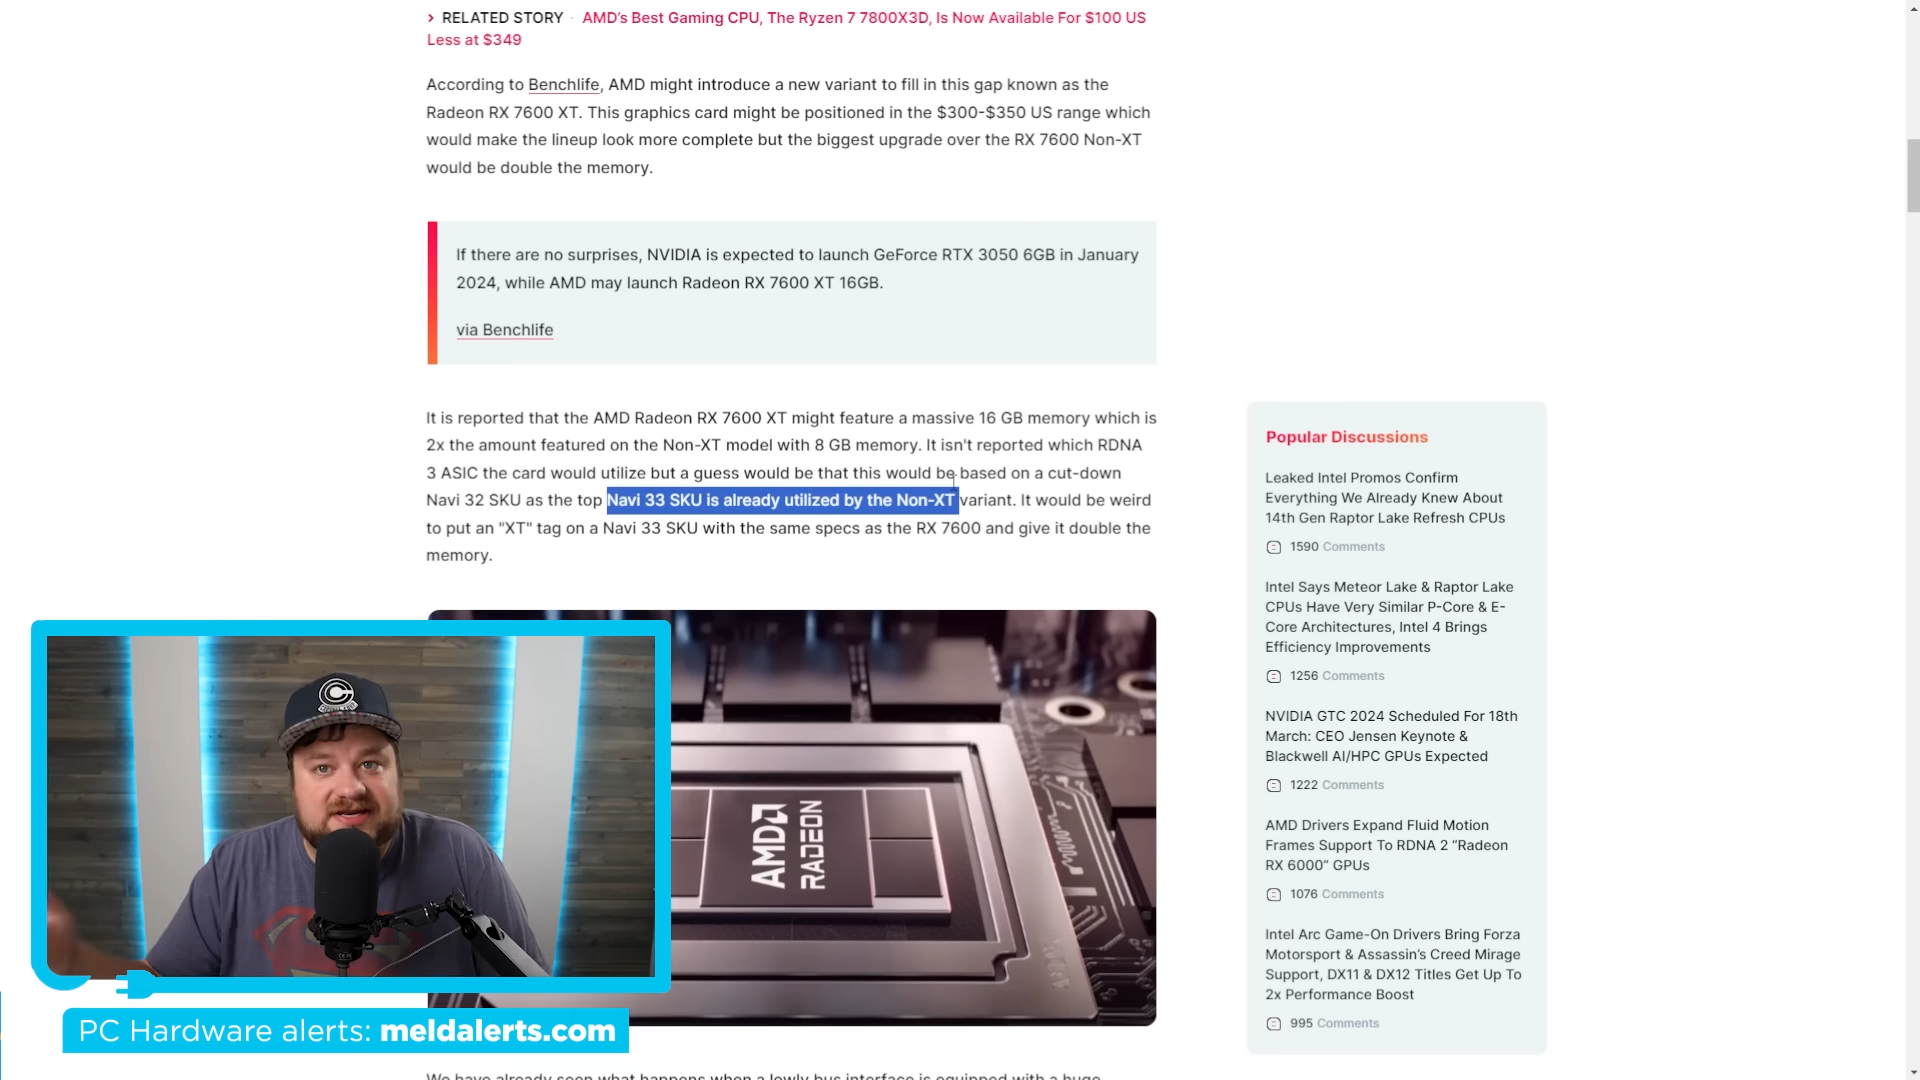 RELATED STORY · AMD's Best Gaming CPU, The Ryzen 7 7800X3D, Is Now Available For $100 US
Less at $349
According to Benchlife, AMD might introduce a new variant to fill in this gap known as the
Radeon RX 7600 XT. This graphics card might be positioned in the $300-$350 US range which
would make the lineup look more complete but the biggest upgrade over the RX 7600 Non-XT
would be double the memory.
If there are no surprises, NVIDIA is expected to launch GeForce RTX 3050 6GB in January
2024, while AMD may launch Radeon RX 7600 XT 16GB.
via Benchlife
It is reported that the AMD Radeon RX 7600 XT might feature a massive 16 GB memory which is
2x the amount featured on the Non-XT model with 8 GB memory. It isn't reported which RDNA
3 ASIC the card would utilize but a guess would be that this would be based on a cut-down
Navi 32 SKU as the top Navi 33 SKU is already utilized by the Non-XT variant. It would be weird
to put an "XT" tag on a Navi 33 SKU with the same specs as the RX 7600 and give it double the
memory.
AMD
RADEON
PC Hardware alerts: meldalerts.com
We have already seen what happens when a lowly bus interface is equipped with a huge
Popular Discussions
Leaked Intel Promos Confirm
Everything We Already Knew About
14th Gen Raptor Lake Refresh CPUs
1590 Comments
Intel Says Meteor Lake & Raptor Lake
CPUs Have Very Similar P-Core & E-
Core Architectures, Intel 4 Brings
Efficiency Improvements
1256 Comments
NVIDIA GTC 2024 Scheduled For 18th
March: CEO Jensen Keynote &
Blackwell AI/HPC GPUs Expected
1222 Comments
AMD Drivers Expand Fluid Motion
Frames Support To RDNA 2 “Radeon
RX 6000” GPUs
1076 Comments
Intel Arc Game-On Drivers Bring Forza
Motorsport & Assassin's Creed Mirage
Support, DX11 & DX12 Titles Get Up To
2x Performance Boost
995 Comments